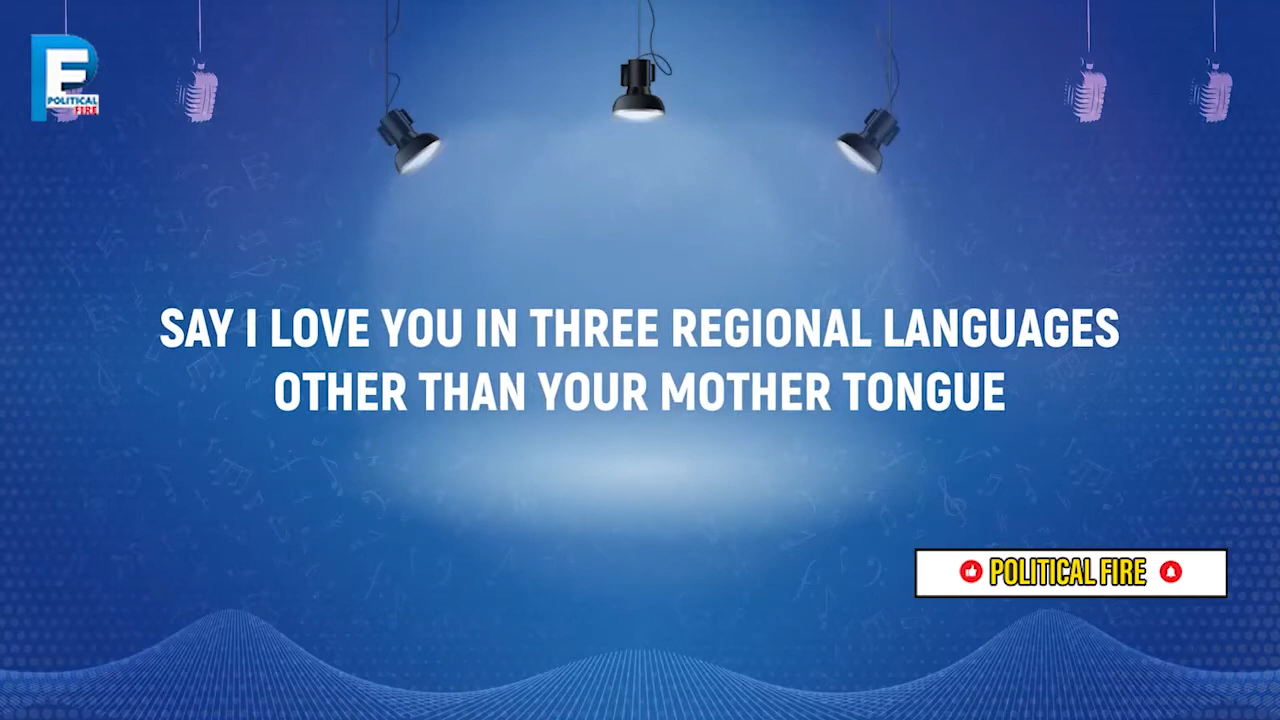 POLITICAL
FIRE
SAY I LOVE YOU IN THREE REGIONAL LANGUAGES
OTHER THAN YOUR MOTHER TONGUE
POLITICAL FIRE